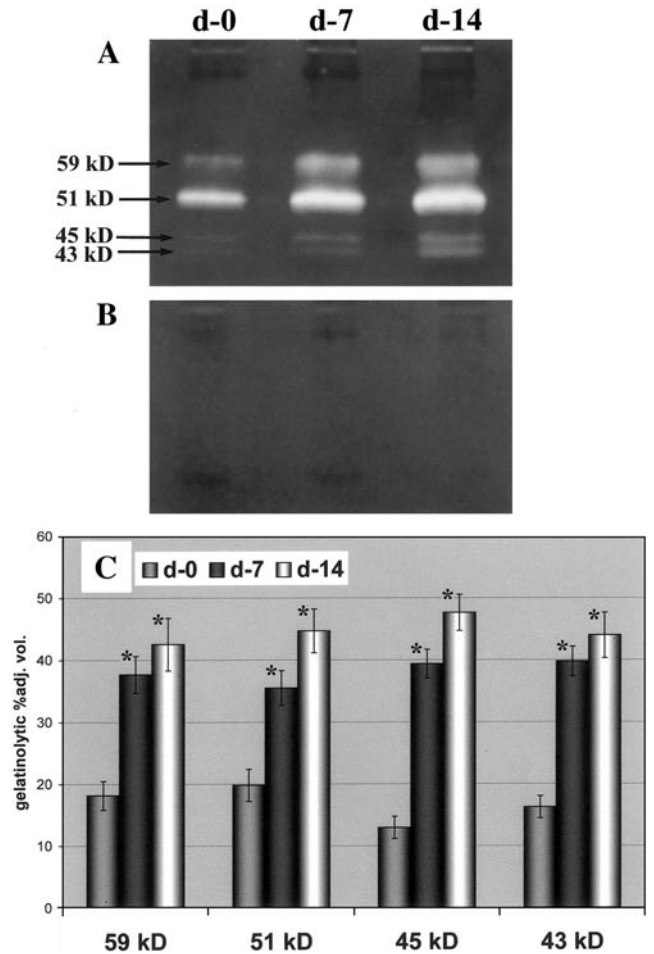 d-0 d-7 d-14
A
59 kD
51 kD
45 kD
43 kD
B
60
50
40
30
20
10
0
gelatinolytic %adj. vol.
C d-0 d-7 d-14
* * * * * * * *
59 kD 51 kD 45 kD 43 kD